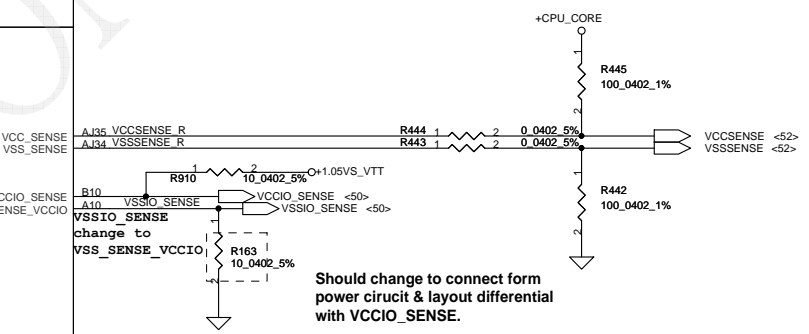 +CPU_CORE
1
R445
100_0402_1%
2
VCC_SENSE AJ35 VCCSENSE_R R444 1 2 0_0402_5% VCCSENSE <52>
VSS_SENSE AJ34 VSSSENSE_R R443 1 2 0_0402_5% VSSSENSE <52>
1 2 +1.05VS_VTT
R910 10_0402_5%
1
R442
100_0402_1%
2
CCIO_SENSE B10 VCCIO_SENSE <50>
ENSE_VCCIO A10 VSSIO_SENSE VSSIO_SENSE <50>
VSSIO_SENSE
change to
VSS_SENSE_VCCIO
1
R163
10_0402_5%
2
Should change to connect form
power cirucit & layout differential
with VCCIO_SENSE.